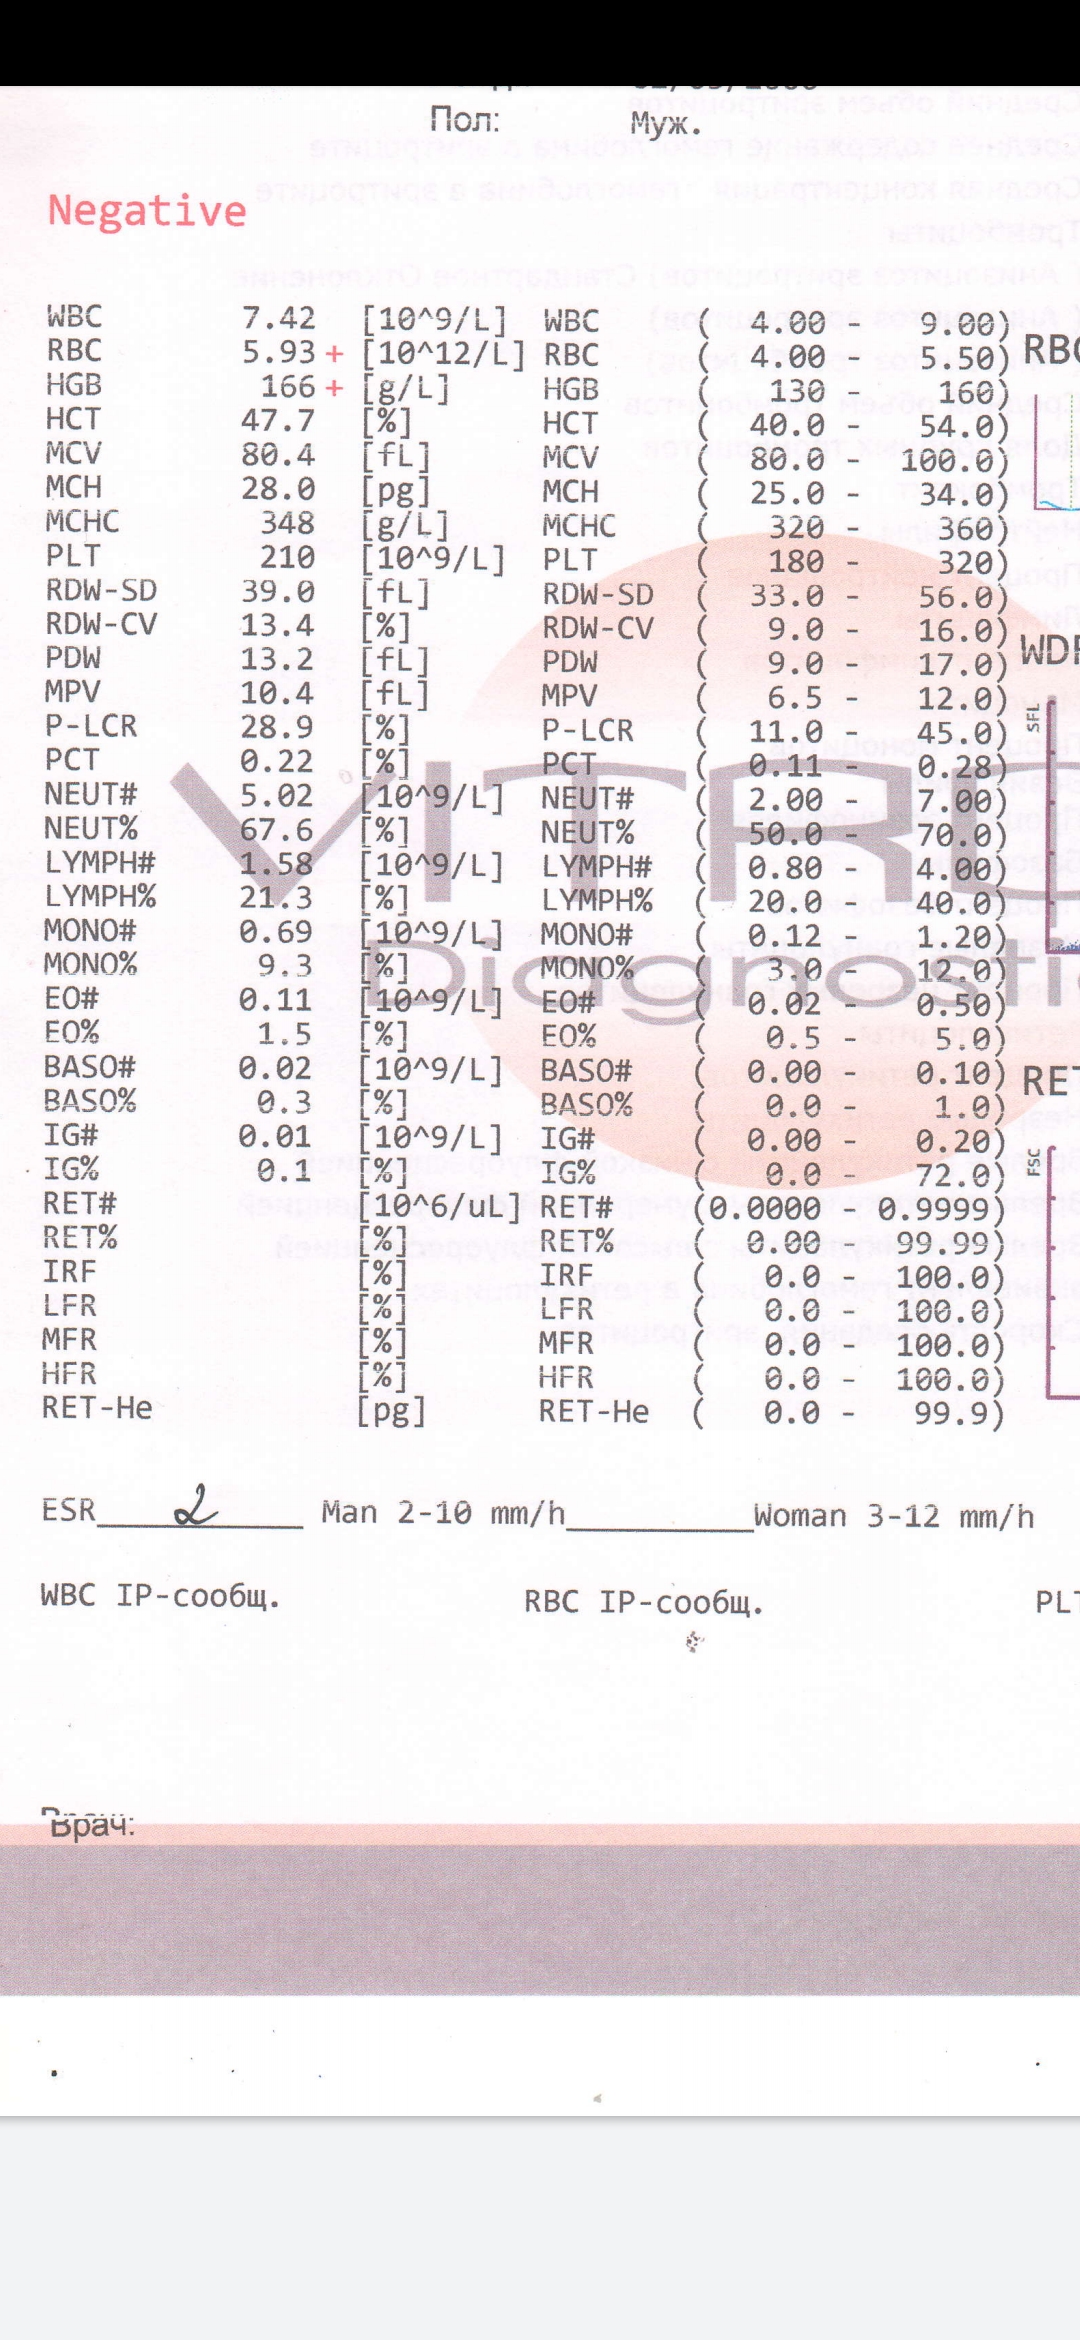 Пол: Муж.
Negative
WBC 7.42 [10^9/L] WBC ( 4.00 - 9.00)
RBC 5.93 + [10^12/L] RBC ( 4.00 - 5.50)
HGB 166 + [g/L] HGB ( 130 - 160)
HCT 47.7 [%] HCT ( 40.0 - 54.0)
MCV 80.4 [fL] MCV ( 80.0 - 100.0)
MCH 28.0 [pg] MCH ( 25.0 - 34.0)
MCHC 348 [g/L] MCHC ( 320 - 360)
PLT 210 [10^9/L] PLT ( 180 - 320)
RDW-SD 39.0 [fL] RDW-SD ( 33.0 - 56.0)
RDW-CV 13.4 [%] RDW-CV ( 9.0 - 16.0)
PDW 13.2 [fL] PDW ( 9.0 - 17.0)
MPV 10.4 [fL] MPV ( 6.5 - 12.0)
P-LCR 28.9 [%] P-LCR ( 11.0 - 45.0)
PCT 0.22 [%] PCT ( 0.11 - 0.28)
NEUT# 5.02 [10^9/L] NEUT# ( 2.00 - 7.00)
NEUT% 67.6 [%] NEUT% ( 50.0 - 70.0)
LYMPH# 1.58 [10^9/L] LYMPH# ( 0.80 - 4.00)
LYMPH% 21.3 [%] LYMPH% ( 20.0 - 40.0)
MONO# 0.69 [10^9/L] MONO# ( 0.12 - 1.20)
MONO% 9.3 [%] MONO% ( 3.0 - 12.0)
EO# 0.11 [10^9/L] EO# ( 0.02 - 0.50)
EO% 1.5 [%] EO% ( 0.5 - 5.0)
BASO# 0.02 [10^9/L] BASO# ( 0.00 - 0.10)
BASO% 0.3 [%] BASO% ( 0.0 - 1.0)
IG# 0.01 [10^9/L] IG# ( 0.00 - 0.20)
IG% 0.1 [%] IG% ( 0.0 - 72.0)
RET# [10^6/uL] RET# (0.0000 - 0.9999)
RET% [%] RET% ( 0.00 - 99.99)
IRF [%] IRF ( 0.0 - 100.0)
LFR [%] LFR ( 0.0 - 100.0)
MFR [%] MFR ( 0.0 - 100.0)
HFR [%] HFR ( 0.0 - 100.0)
RET-He [pg] RET-He ( 0.0 - 99.9)
RBC
SFL
RET
FSC
ESR 2 Man 2-10 mm/h Woman 3-12 mm/h
WBC IP-сообщ. RBC IP-сообщ. PLT
Врач: